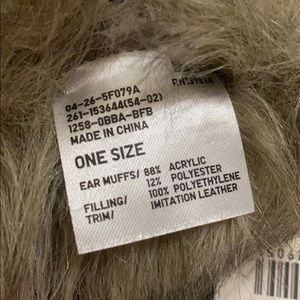 04-26-5F079A
261-153644(54-02)
1258-0BBA-BFB
MADE IN CHINA
ONE SIZE
EAR MUFFS/ 88% ACRYLIC
12% POLYESTER
FILLING/ 100% POLYETHYLENE
TRIM/ IMITATION LEATHER